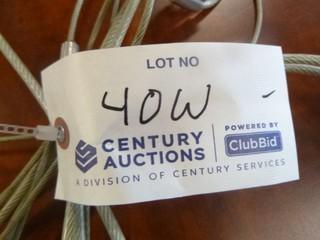 LOT NO
40W -
CENTURY AUCTIONS
POWERED BY
ClubBid
A DIVISION OF CENTURY SERVICES